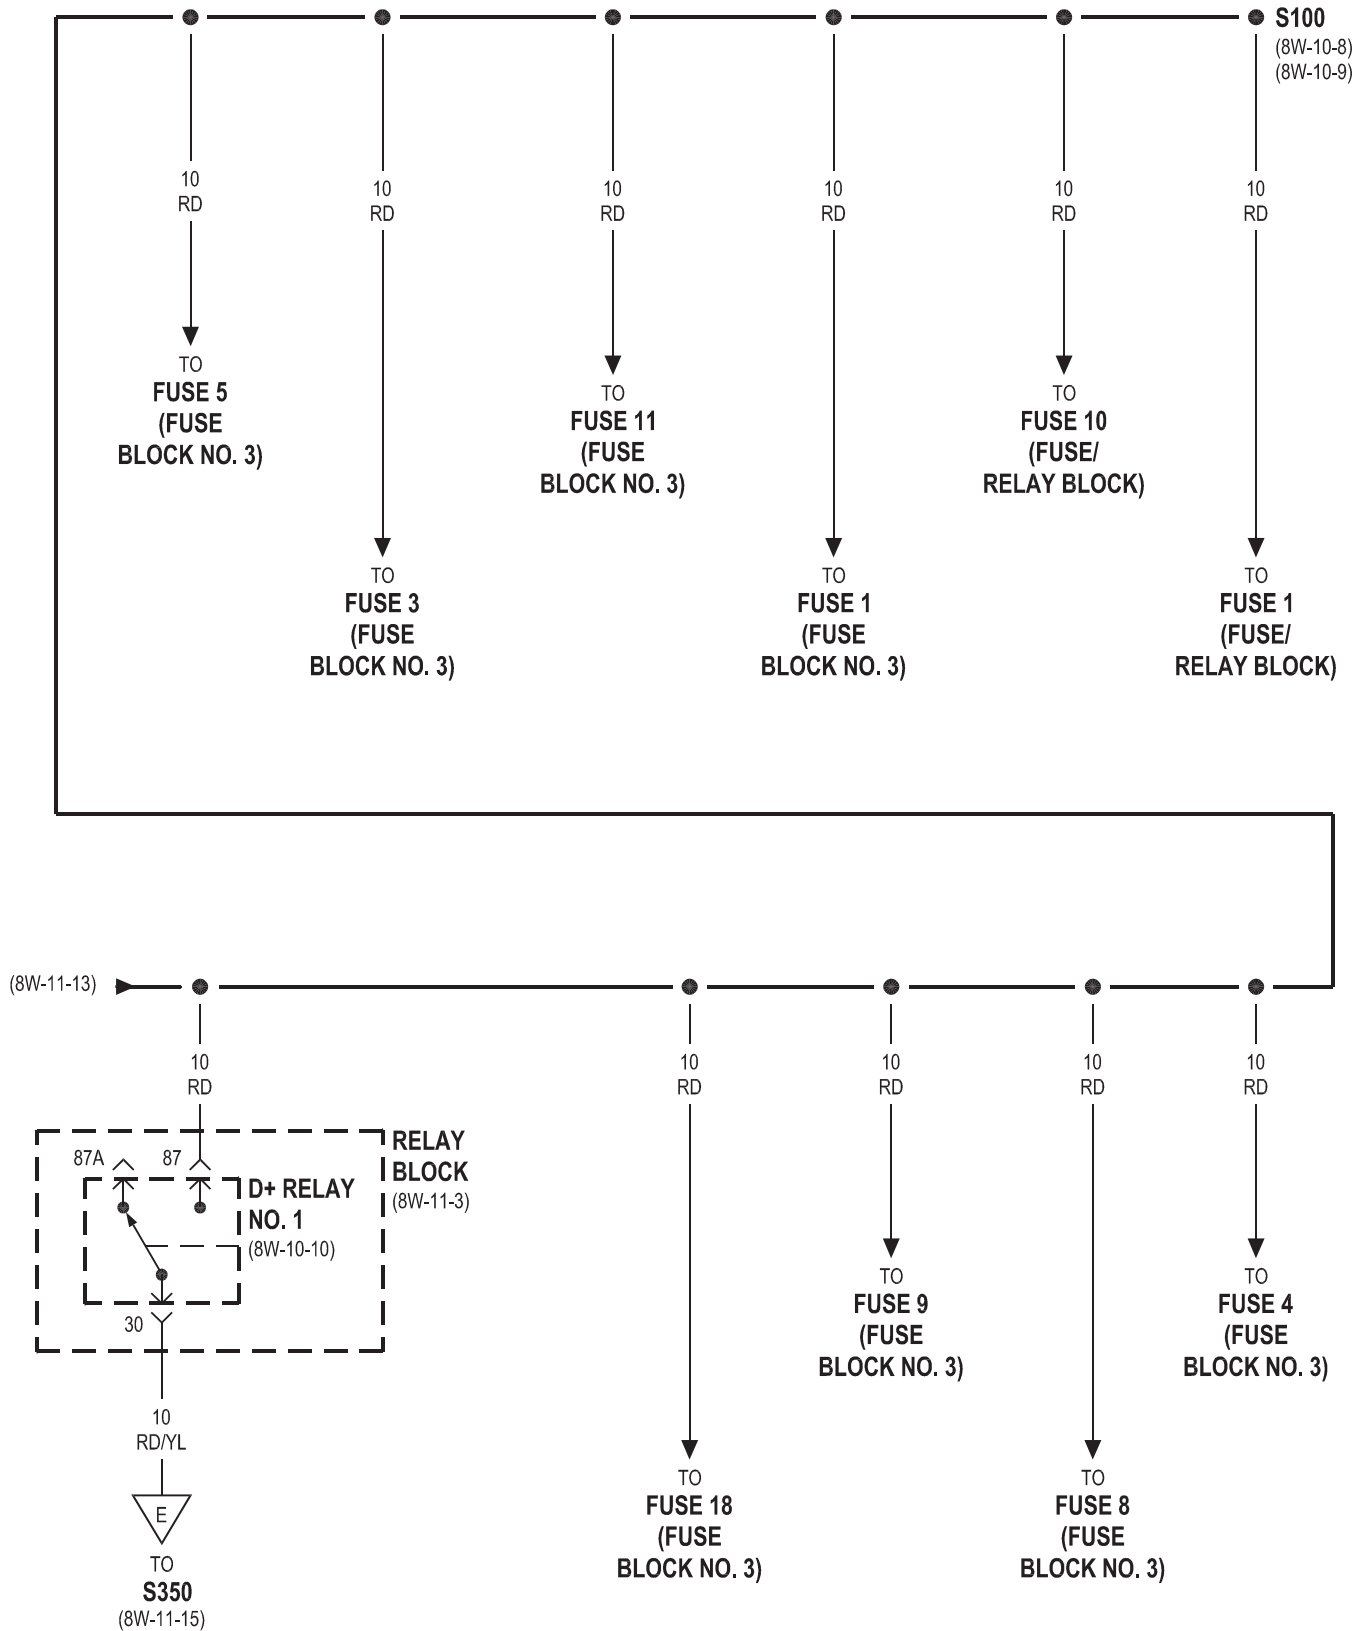 S100
(8W-10-8)
(8W-10-9)
10
RD
10
RD
10
RD
10
RD
10
RD
10
RD
TO
FUSE 5
(FUSE
BLOCK NO. 3)
TO
FUSE 11
(FUSE
BLOCK NO. 3)
TO
FUSE 10
(FUSE/
RELAY BLOCK)
TO
FUSE 3
(FUSE
BLOCK NO. 3)
TO
FUSE 1
(FUSE
BLOCK NO. 3)
TO
FUSE 1
(FUSE/
RELAY BLOCK)
(8W-11-13)
10
RD
10
RD
10
RD
10
RD
10
RD
RELAY
BLOCK
(8W-11-3)
87A
87
D+ RELAY
NO. 1
(8W-10-10)
30
10
RD/YL
E
TO
S350
(8W-11-15)
TO
FUSE 9
(FUSE
BLOCK NO. 3)
TO
FUSE 4
(FUSE
BLOCK NO. 3)
TO
FUSE 18
(FUSE
BLOCK NO. 3)
TO
FUSE 8
(FUSE
BLOCK NO. 3)